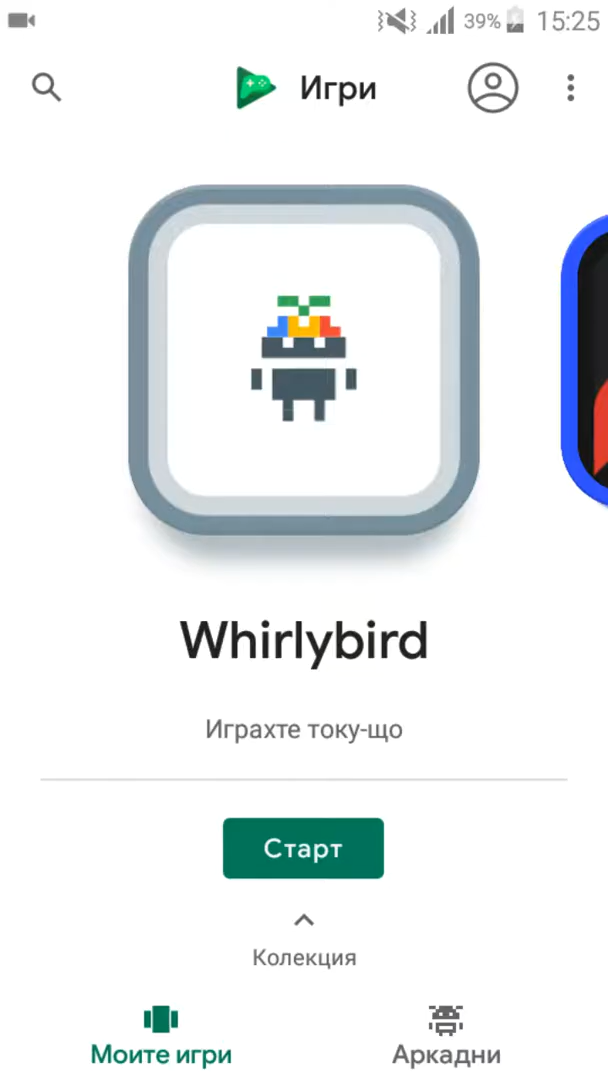 39% 15:25
Игри
Whirlybird
Играхте току-що
Старт
Колекция
Моите игри Аркадни